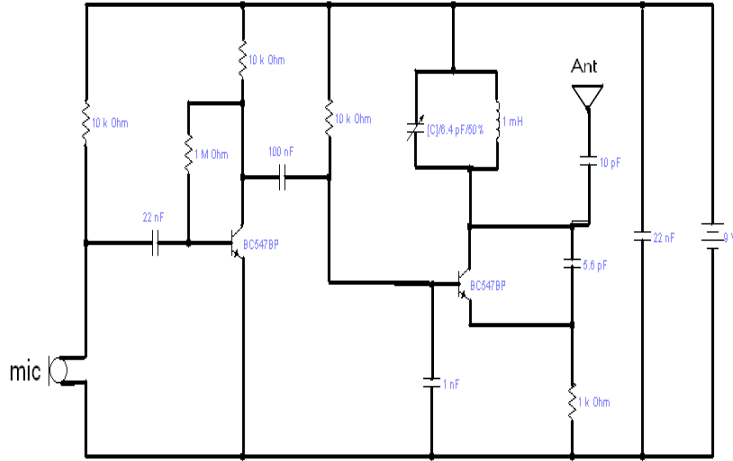 10 k Ohm
Ant
10 k Ohm
10 k Ohm
[C]/6.4 pF/50%
1 mH
1 M Ohm
100 nF
10 pF
22 nF
BC547BP
22 nF
9 V
5.6 pF
BC547BP
mic
1 nF
1 k Ohm